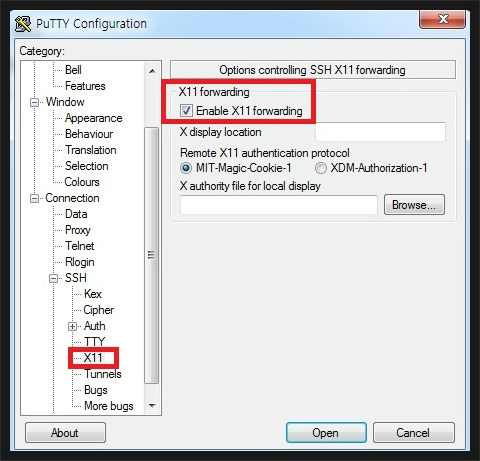 PuTTY Configuration
Category:
Bell
Features
Window
Appearance
Behaviour
Translation
Selection
Colours
Connection
Data
Proxy
Telnet
Rlogin
SSH
Kex
Cipher
Auth
TTY
X11
Tunnels
Bugs
More bugs
Options controlling SSH X11 forwarding
X11 forwarding
Enable X11 forwarding
X display location
Remote X11 authentication protocol
MIT-Magic-Cookie-1 XDM-Authorization-1
X authority file for local display
Browse...
About Open Cancel